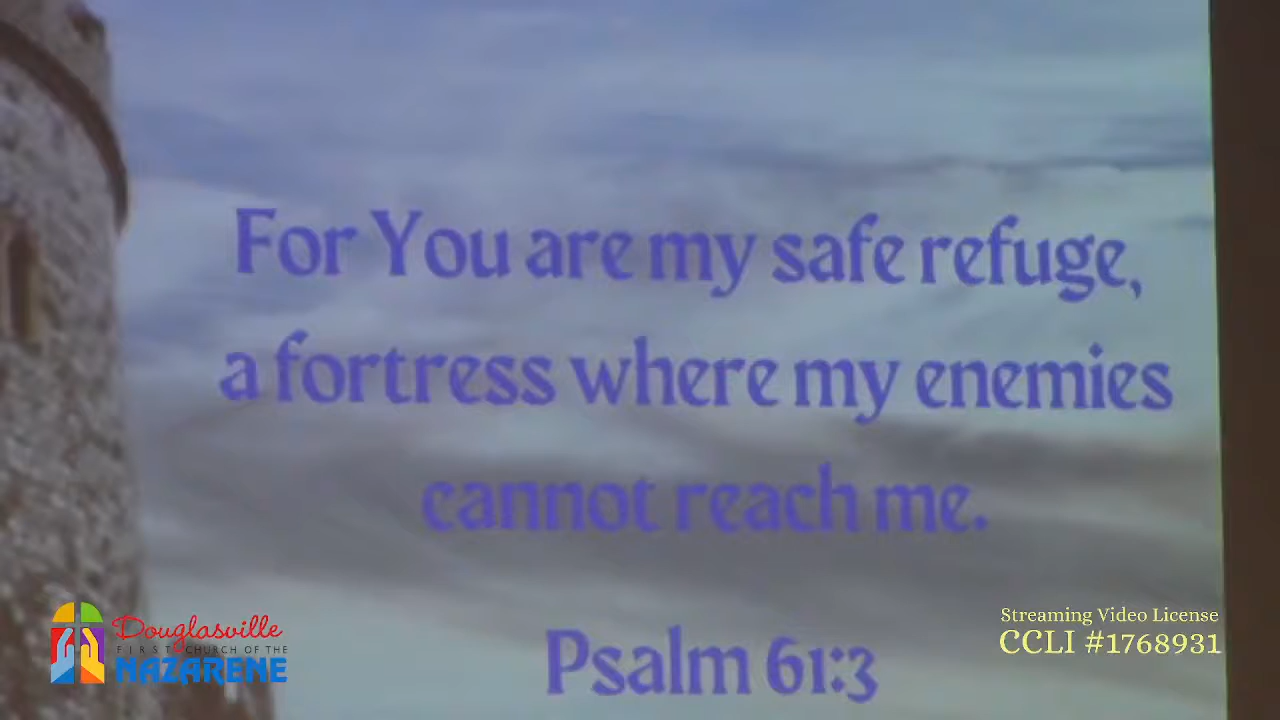 For You are my safe refuge,
a fortress where my enemies
cannot reach me.
Psalm 61:3
Douglasville
FIRST CHURCH OF THE
NAZARENE
Streaming Video License
CCLI #1768931